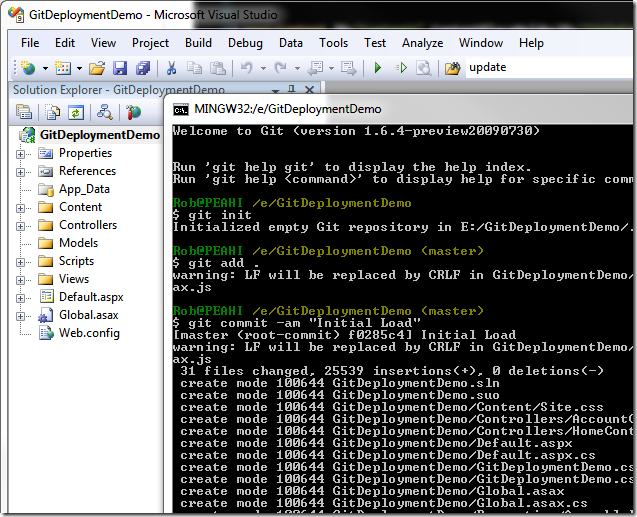 GitDeploymentDemo - Microsoft Visual Studio
File Edit View Project Build Debug Data Tools Test Analyze Window Help
update
Solution Explorer - GitDeploymentDemo
GitDeploymentDemo
Properties
References
App_Data
Content
Controllers
Models
Scripts
Views
Default.aspx
Global.asax
Web.config
MINGW32:/e/GitDeploymentDemo
Welcome to Git (version 1.6.4-preview20090730)
Run 'git help git' to display the help index.
Run 'git help <command>' to display help for specific comm
Rob@PEAHI /e/GitDeploymentDemo
$ git init
Initialized empty Git repository in E:/GitDeploymentDemo/.
Rob@PEAHI /e/GitDeploymentDemo (master)
$ git add .
warning: LF will be replaced by CRLF in GitDeploymentDemo/
ax.js
Rob@PEAHI /e/GitDeploymentDemo (master)
$ git commit -am "Initial Load"
[master (root-commit) f0285c4] Initial Load
warning: LF will be replaced by CRLF in GitDeploymentDemo/
ax.js
31 files changed, 25539 insertions(+), 0 deletions(-)
create mode 100644 GitDeploymentDemo.sln
create mode 100644 GitDeploymentDemo.suo
create mode 100644 GitDeploymentDemo/Content/Site.css
create mode 100644 GitDeploymentDemo/Controllers/AccountC
create mode 100644 GitDeploymentDemo/Controllers/HomeCont
create mode 100644 GitDeploymentDemo/Default.aspx
create mode 100644 GitDeploymentDemo/Default.aspx.cs
create mode 100644 GitDeploymentDemo/GitDeploymentDemo.cs
create mode 100644 GitDeploymentDemo/GitDeploymentDemo.cs
create mode 100644 GitDeploymentDemo/Global.asax
create mode 100644 GitDeploymentDemo/Global.asax.cs